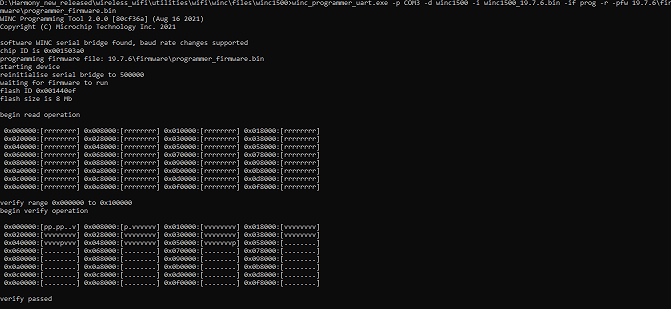 D:\Harmony_new_released\wireless_wifi\utilities\wifi\winc\files\winc1500>winc_programmer_uart.exe -p COM3 -d winc1500 -i winc1500_19.7.6.bin -if prog -r -pfw 19.7.6\fir
mware\programmer_firmware.bin
WINC Programming Tool 2.0.0 [80cf36a] (Aug 16 2021)
Copyright (C) Microchip Technology Inc. 2021
software WINC serial bridge found, baud rate changes supported
chip ID is 0x001503a0
programming firmware file: 19.7.6\firmware\programmer_firmware.bin
starting device
reinitialise serial bridge to 500000
waiting for firmware to run
flash ID 0x001440ef
flash size is 8 Mb
begin read operation
0x000000:[rrrrrrrr] 0x008000:[rrrrrrrr] 0x010000:[rrrrrrrr] 0x018000:[rrrrrrrr]
0x020000:[rrrrrrrr] 0x028000:[rrrrrrrr] 0x030000:[rrrrrrrr] 0x038000:[rrrrrrrr]
0x040000:[rrrrrrrr] 0x048000:[rrrrrrrr] 0x050000:[rrrrrrrr] 0x058000:[rrrrrrrr]
0x060000:[rrrrrrrr] 0x068000:[rrrrrrrr] 0x070000:[rrrrrrrr] 0x078000:[rrrrrrrr]
0x080000:[rrrrrrrr] 0x088000:[rrrrrrrr] 0x090000:[rrrrrrrr] 0x098000:[rrrrrrrr]
0x0a0000:[rrrrrrrr] 0x0a8000:[rrrrrrrr] 0x0b0000:[rrrrrrrr] 0x0b8000:[rrrrrrrr]
0x0c0000:[rrrrrrrr] 0x0c8000:[rrrrrrrr] 0x0d0000:[rrrrrrrr] 0x0d8000:[rrrrrrrr]
0x0e0000:[rrrrrrrr] 0x0e8000:[rrrrrrrr] 0x0f0000:[rrrrrrrr] 0x0f8000:[rrrrrrrr]
verify range 0x000000 to 0x100000
begin verify operation
0x000000:[pp.pp..v] 0x008000:[p.vvvvvv] 0x010000:[vvvvvvvv] 0x018000:[vvvvvvvv]
0x020000:[vvvvvvvv] 0x028000:[vvvvvvvv] 0x030000:[vvvvvvvv] 0x038000:[vvvvvvvv]
0x040000:[vvvvpvvv] 0x048000:[vvvvvvvv] 0x050000:[vvvvvvvp] 0x058000:[........]
0x060000:[........] 0x068000:[........] 0x070000:[........] 0x078000:[........]
0x080000:[........] 0x088000:[........] 0x090000:[........] 0x098000:[........]
0x0a0000:[........] 0x0a8000:[........] 0x0b0000:[........] 0x0b8000:[........]
0x0c0000:[........] 0x0c8000:[........] 0x0d0000:[........] 0x0d8000:[........]
0x0e0000:[........] 0x0e8000:[........] 0x0f0000:[........] 0x0f8000:[........]
verify passed